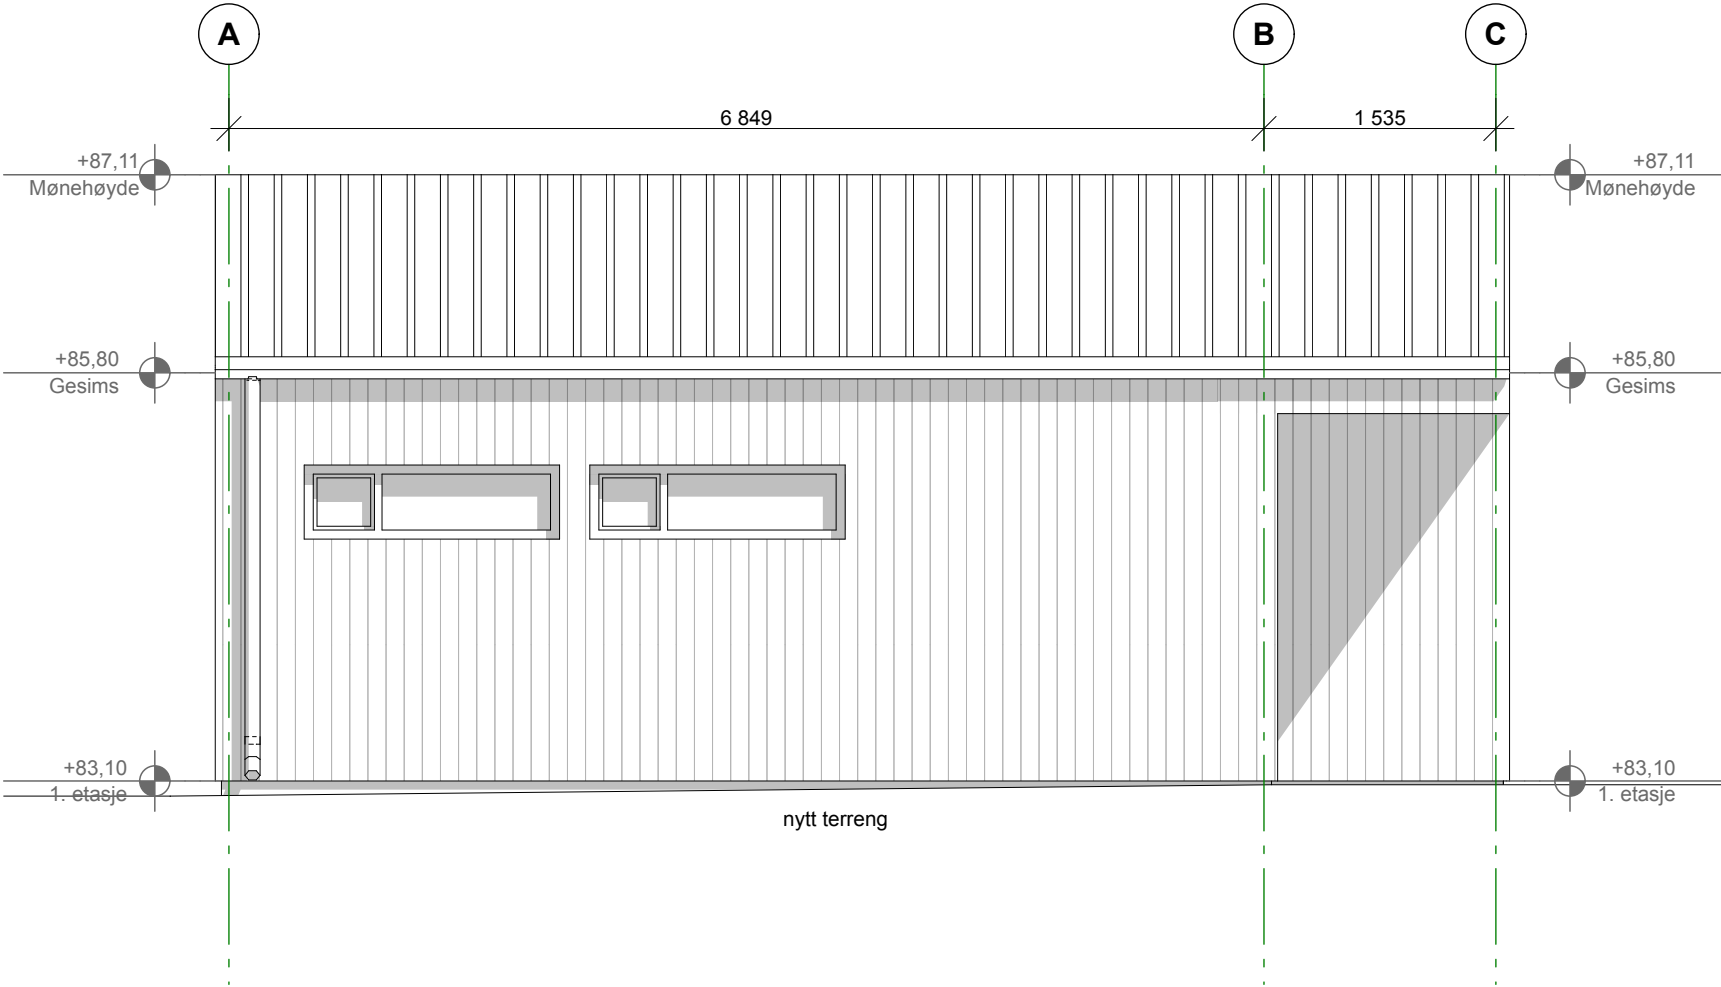 A
B
C
6 849
1 535
+87,11
Mønehøyde
+87,11
Mønehøyde
+85,80
Gesims
+85,80
Gesims
+83,10
1. etasje
+83,10
1. etasje
nytt terreng